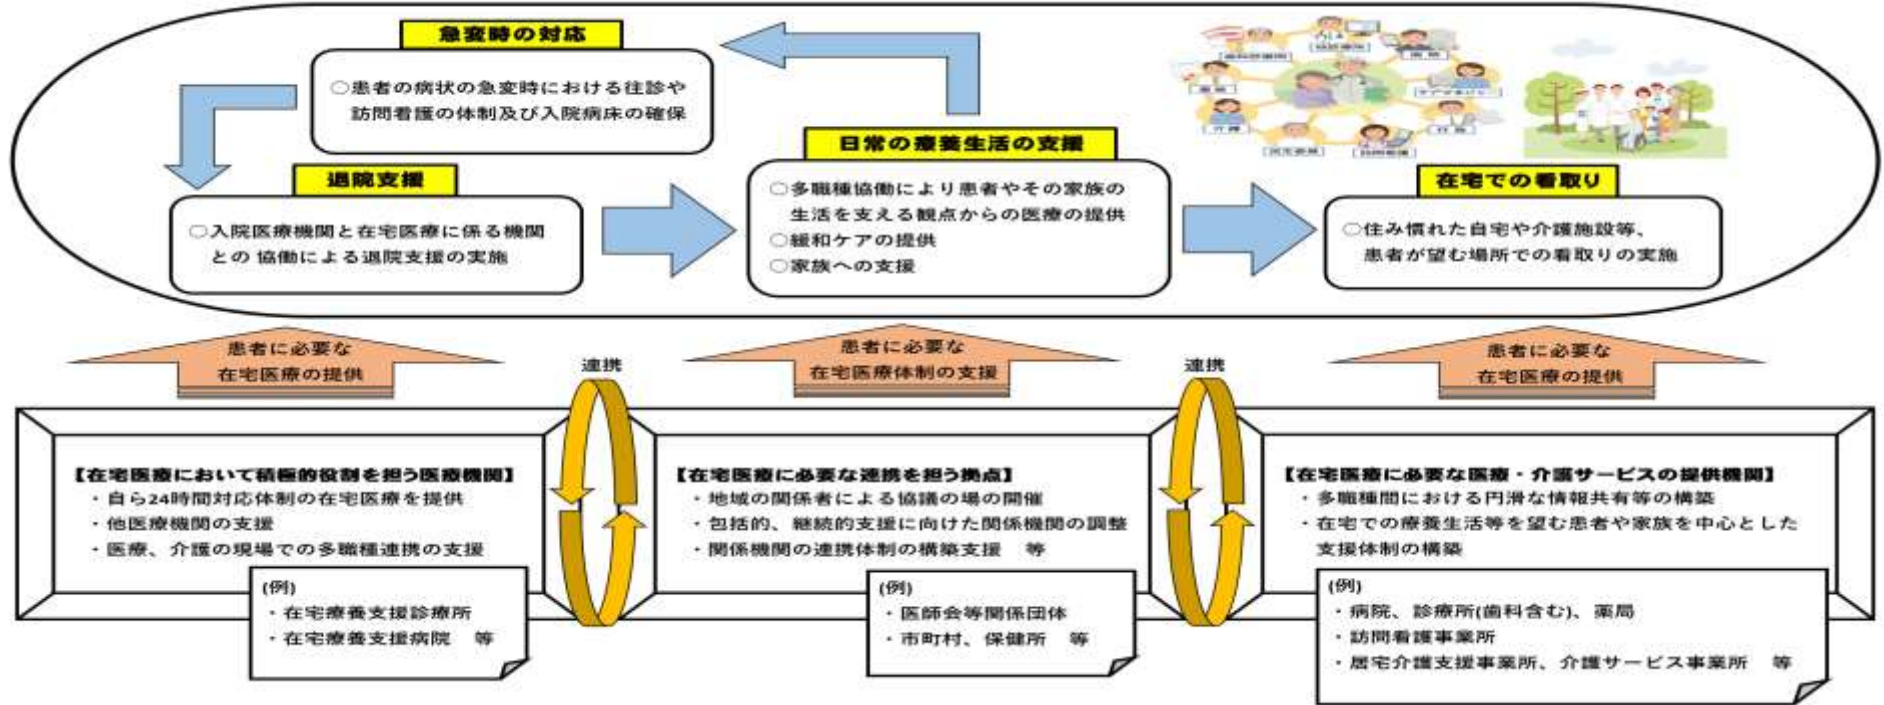 急変時の対応
○患者の病状の急変時における往診や
訪問看護の体制及び入院病床の確保
退院支援
○入院医療機関と在宅医療に係る機関
との 協働による退院支援の実施
日常の療養生活の支援
○多職種協働により患者やその家族の
生活を支える観点からの医療の提供
○緩和ケアの提供
○家族への支援
病院
介護
行政
訪問看護
在宅での看取り
○住み慣れた自宅や介護施設等、
患者が望む場所での看取りの実施
患者に必要な
在宅医療の提供
連携
患者に必要な
在宅医療体制の支援
連携
患者に必要な
在宅医療の提供
【在宅医療において積極的役割を担う医療機関】
・自ら24時間対応体制の在宅医療を提供
・他医療機関の支援
・医療、介護の現場での多職種連携の支援
(例)
・在宅療養支援診療所
・在宅療養支援病院 等
【在宅医療に必要な連携を担う拠点】
・地域の関係者による協議の場の開催
・包括的、継続的支援に向けた関係機関の調整
・関係機関の連携体制の構築支援 等
(例)
・医師会等関係団体
・市町村、保健所 等
【在宅医療に必要な医療・介護サービスの提供機関】
・多職種間における円滑な情報共有等の構築
・在宅での療養生活等を望む患者や家族を中心とした
支援体制の構築
(例)
・病院、診療所(歯科含む)、薬局
・訪問看護事業所
・居宅介護支援事業所、介護サービス事業所 等